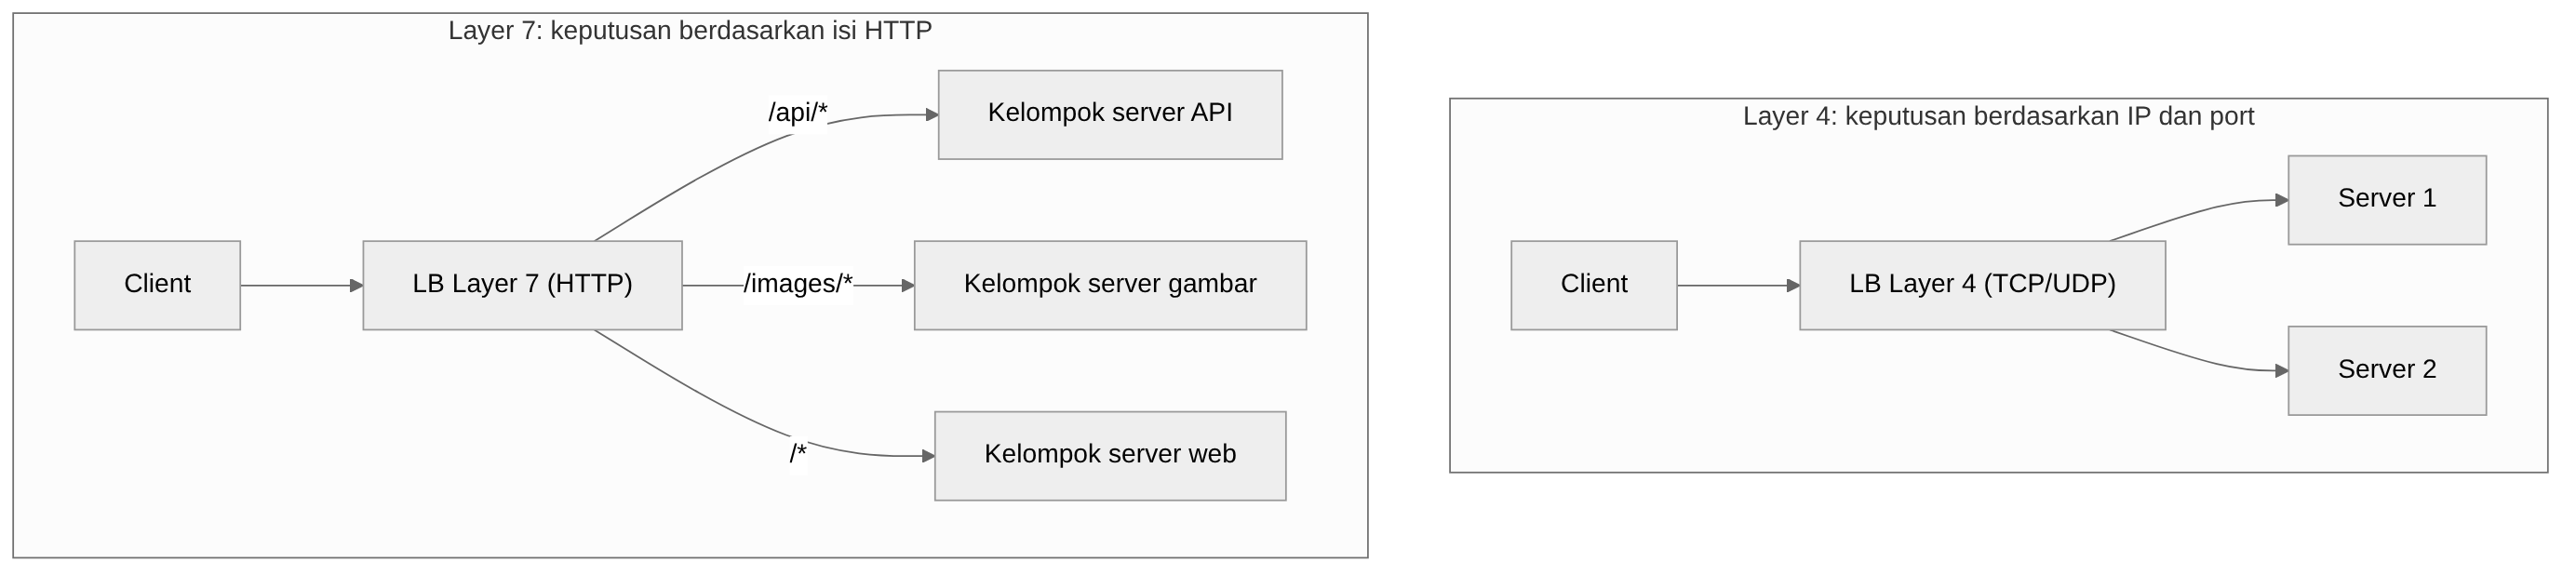 Layer 7: keputusan berdasarkan isi HTTP
Client
LB Layer 7 (HTTP)
/api/*
/images/*
/*
Kelompok server API
Kelompok server gambar
Kelompok server web
Layer 4: keputusan berdasarkan IP dan port
Client
LB Layer 4 (TCP/UDP)
Server 1
Server 2